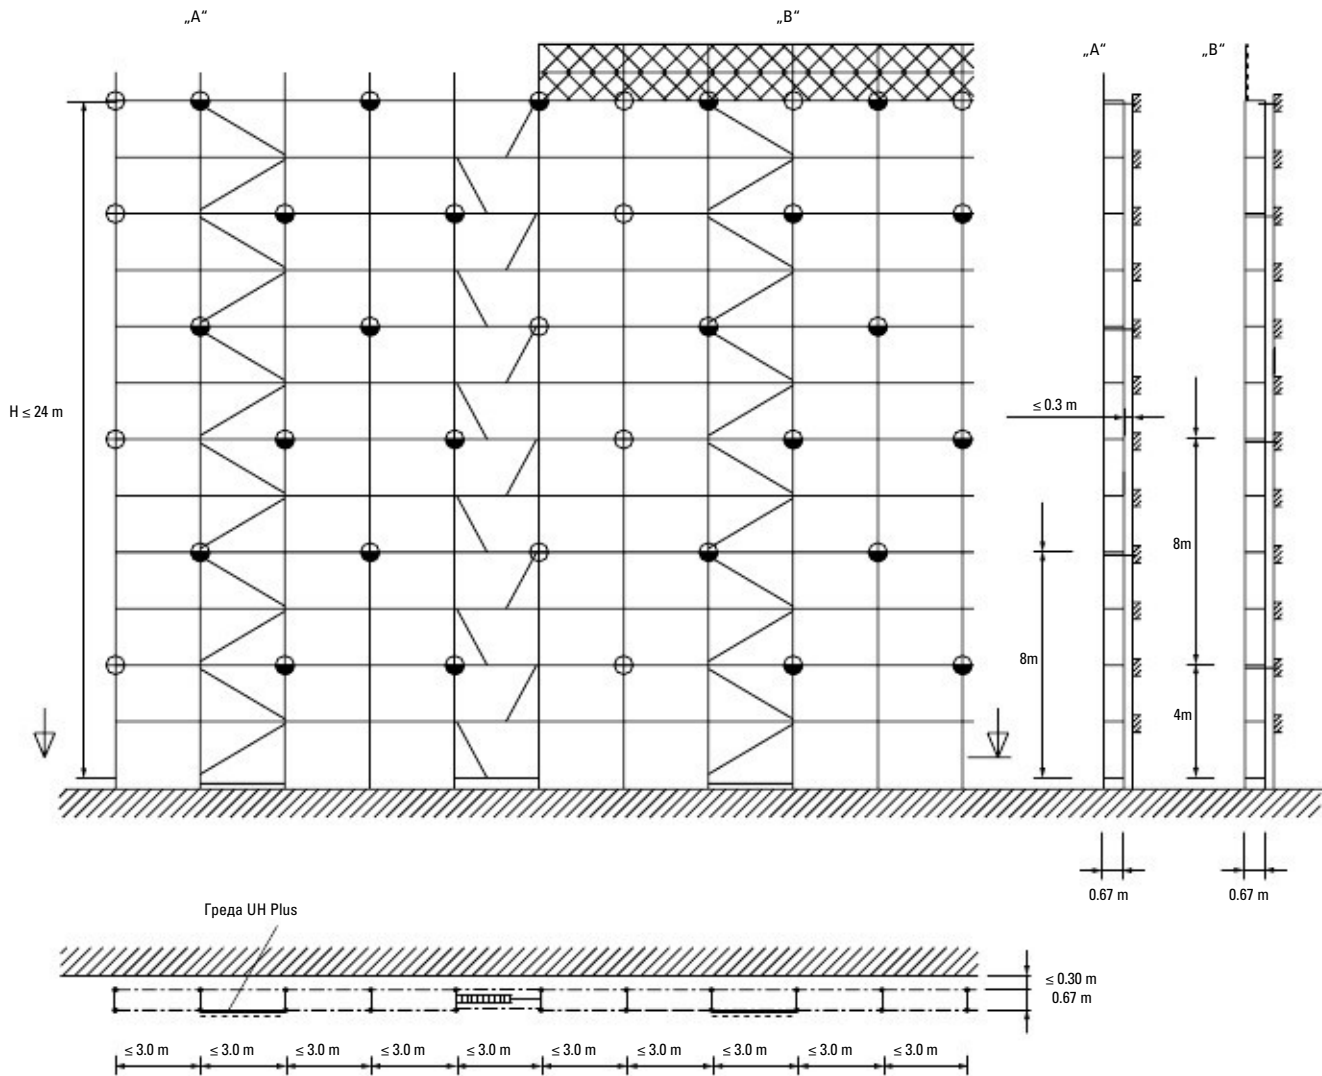 „A“
„B“
„A“
„B“
H ≤ 24 m
≤ 0.3 m
8m
8m
4m
0.67 m
0.67 m
Греда UH Plus
≤ 0.30 m
0.67 m
≤ 3.0 m
≤ 3.0 m
≤ 3.0 m
≤ 3.0 m
≤ 3.0 m
≤ 3.0 m
≤ 3.0 m
≤ 3.0 m
≤ 3.0 m
≤ 3.0 m